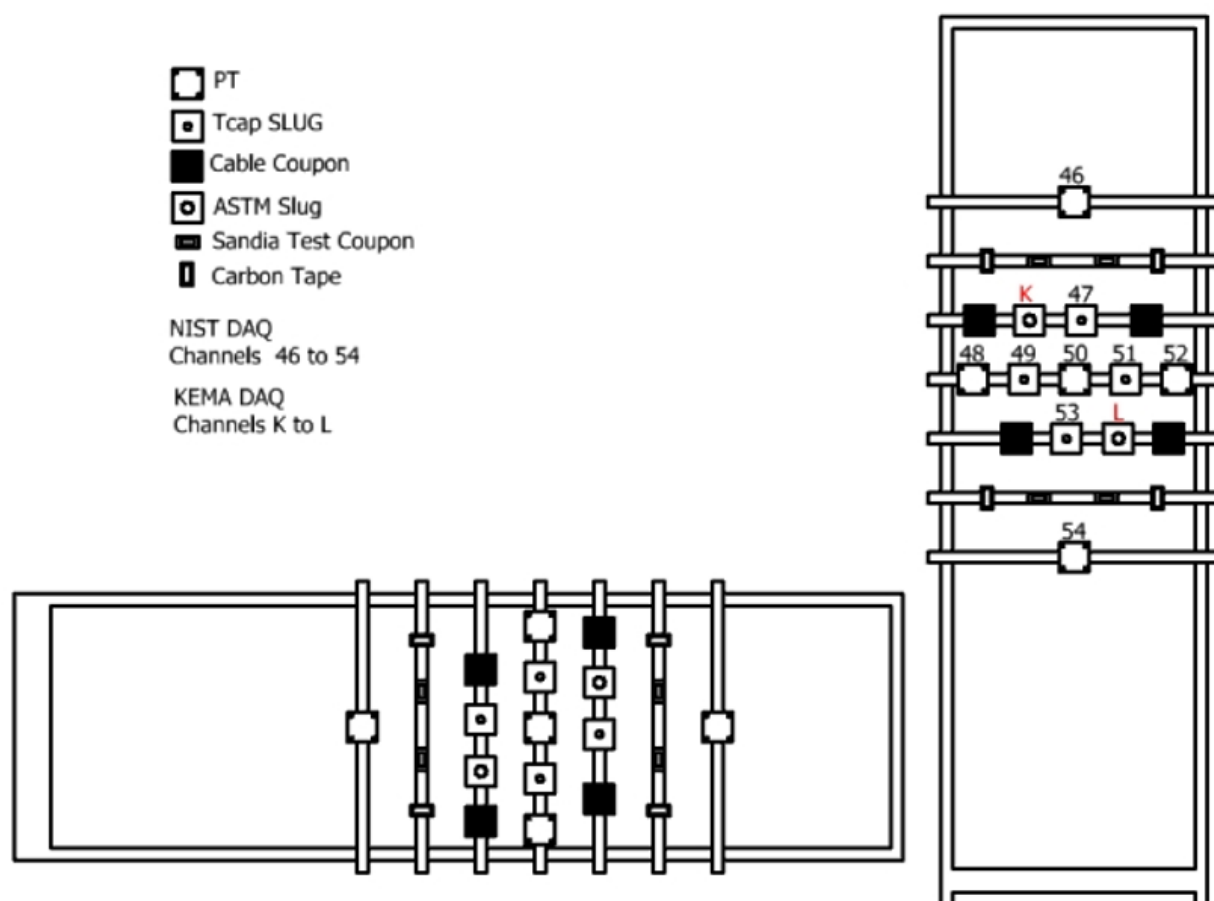 PT
Tcap SLUG
Cable Coupon
ASTM Slug
Sandia Test Coupon
Carbon Tape
NIST DAQ
Channels 46 to 54
KEMA DAQ
Channels K to L
46
K 47
48 49 50 51 52
53 L
54